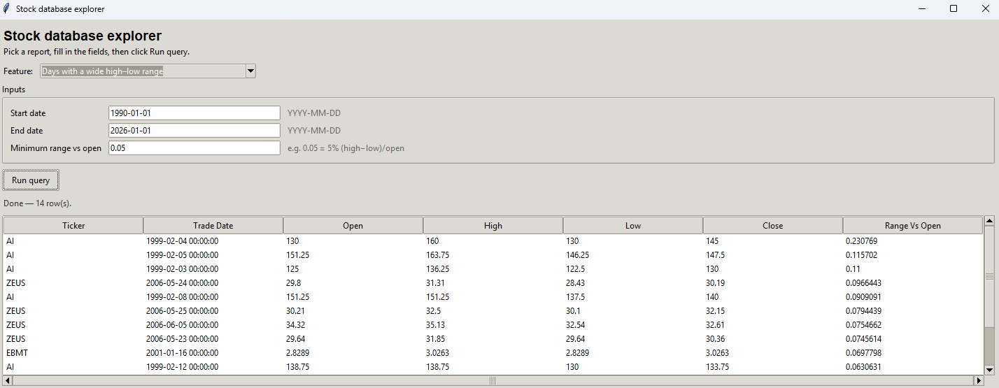 Stock database explorer
Stock database explorer
Pick a report, fill in the fields, then click Run query.
Feature: Days with a wide high–low range
Inputs
Start date 1990-01-01 YYYY-MM-DD
End date 2026-01-01 YYYY-MM-DD
Minimum range vs open 0.05 e.g. 0.05 = 5% (high−low)/open
Run query
Done — 14 row(s).
Ticker Trade Date Open High Low Close Range Vs Open
AI 1999-02-04 00:00:00 130 160 130 145 0.230769
AI 1999-02-05 00:00:00 151.25 163.75 146.25 147.5 0.115702
AI 1999-02-03 00:00:00 125 136.25 122.5 130 0.11
ZEUS 2006-05-24 00:00:00 29.8 31.31 28.43 30.19 0.0966443
AI 1999-02-08 00:00:00 151.25 151.25 137.5 140 0.0909091
ZEUS 2006-05-25 00:00:00 30.21 32.5 30.1 32.15 0.0794439
ZEUS 2006-06-05 00:00:00 34.32 35.13 32.54 32.61 0.0754662
ZEUS 2006-05-23 00:00:00 29.64 31.85 29.64 30.36 0.0745614
EBMT 2001-01-16 00:00:00 2.8289 3.0263 2.8289 3.0263 0.0697798
AI 1999-02-12 00:00:00 138.75 138.75 130 133.75 0.0630631